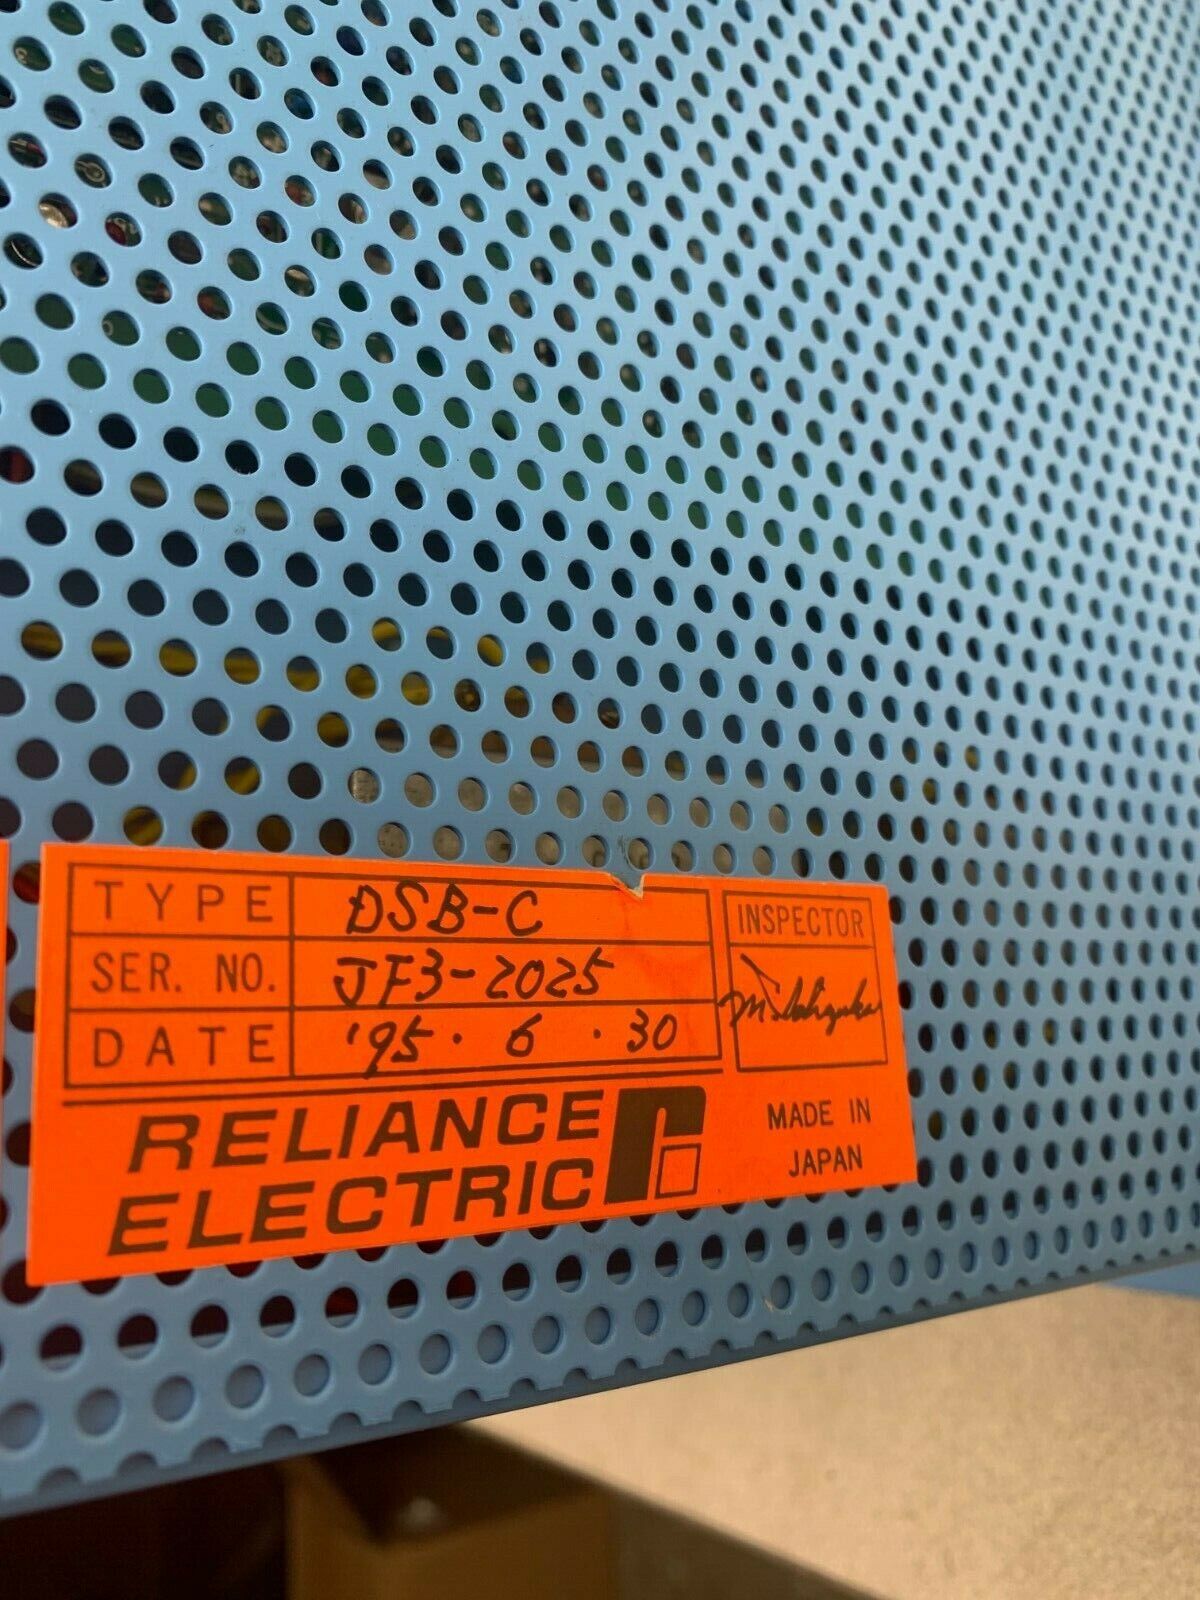 TYPE DSB-C
SER. NO. JF3-2025
DATE '95. 6 .30
INSPECTOR
RELIANCE
ELECTRIC
MADE IN
JAPAN